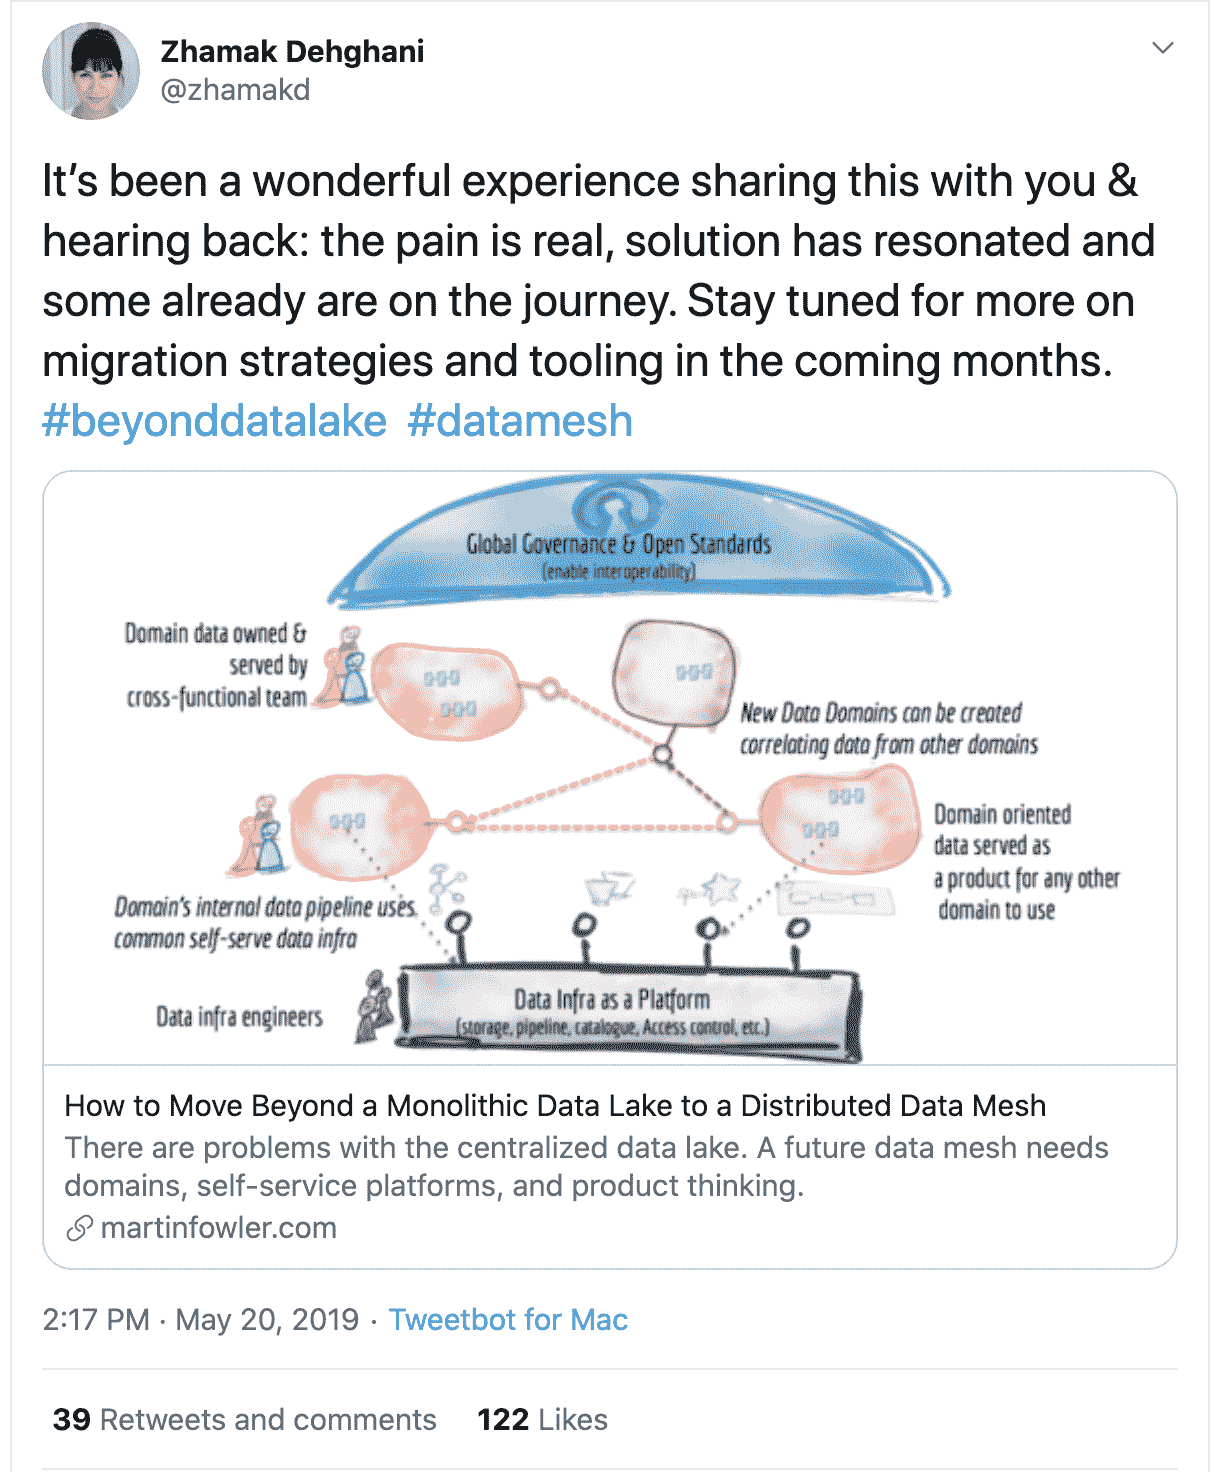 Zhamak Dehghani
@zhamakd
It's been a wonderful experience sharing this with you &
hearing back: the pain is real, solution has resonated and
some already are on the journey. Stay tuned for more on
migration strategies and tooling in the coming months.
#beyonddatalake #datamesh
Global Governance & Open Standards
(enable interoperability)
Domain data owned &
served by
cross-functional team
New Data Domains can be created
correlating data from other domains
Domain oriented
data served as
a product for any other
domain to use
Domain's internal data pipeline uses
common self-serve data infra
Data infra engineers
Data Infra as a Platform
(storage, pipeline, catalogue, Access control, etc.)
How to Move Beyond a Monolithic Data Lake to a Distributed Data Mesh
There are problems with the centralized data lake. A future data mesh needs
domains, self-service platforms, and product thinking.
martinfowler.com
2:17 PM · May 20, 2019 · Tweetbot for Mac
39 Retweets and comments 122 Likes